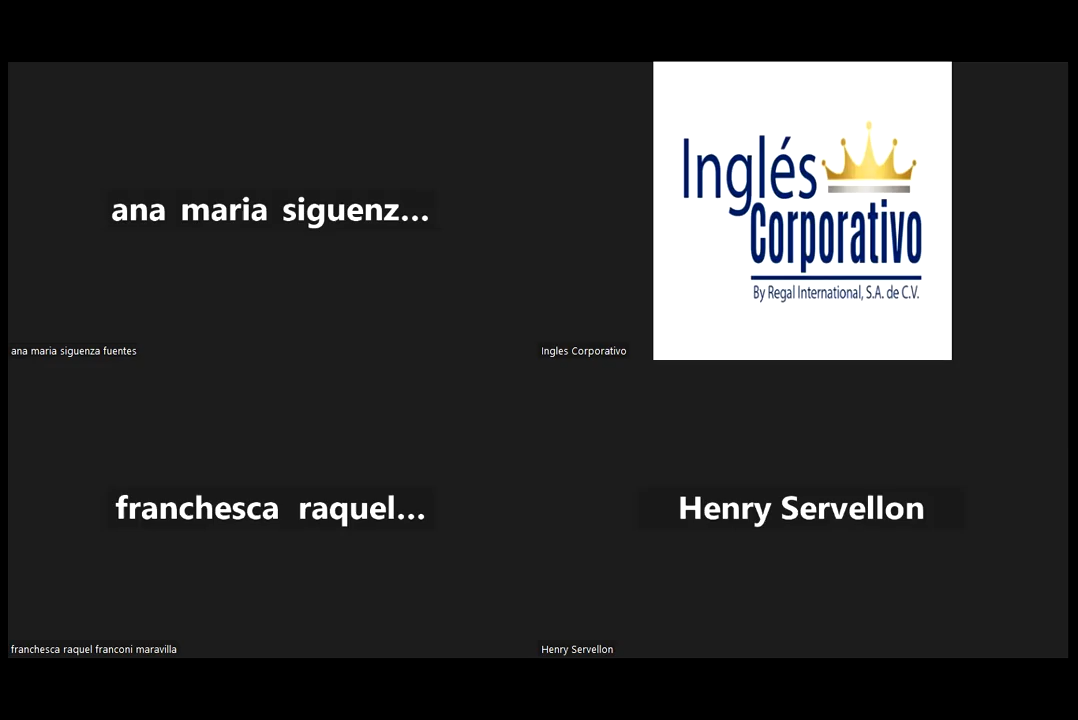 ana maria siguenz...
Inglés
Corporativo
By Regal International, S.A. de C.V.
ana maria siguenza fuentes
Ingles Corporativo
franchesca raquel...
Henry Servellon
franchesca raquel franconi maravilla
Henry Servellon